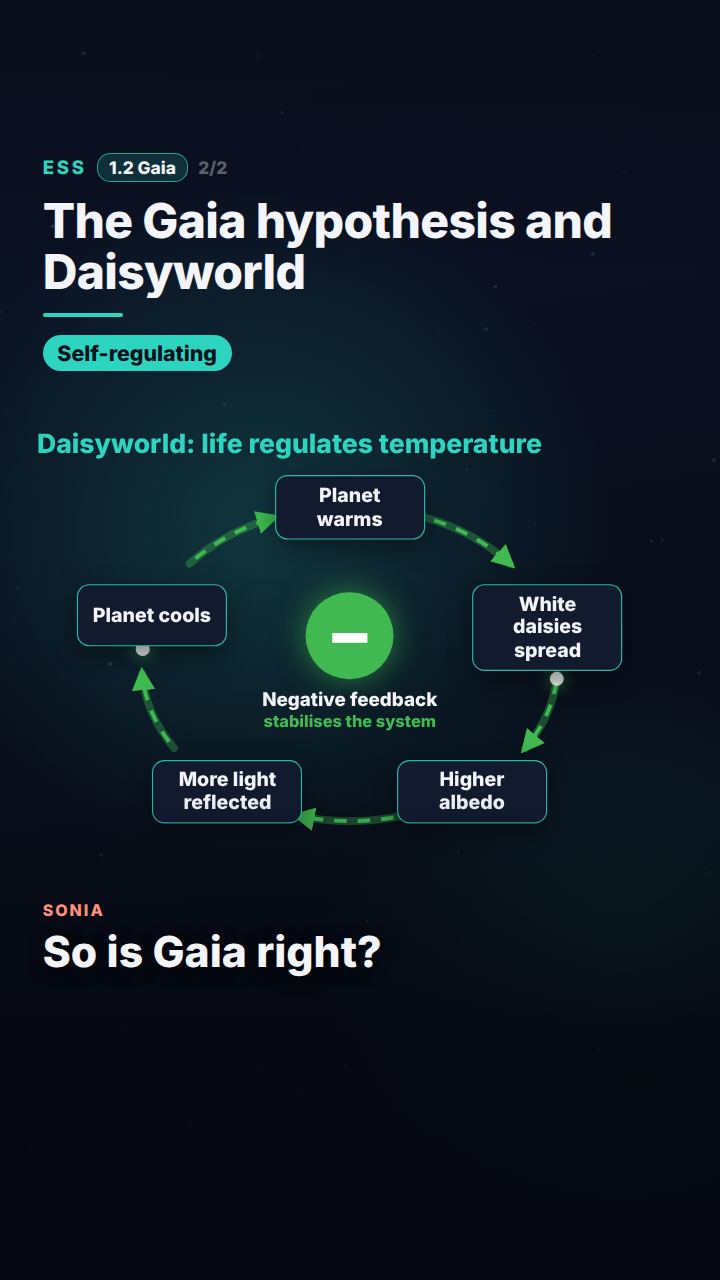 ESS 1.2 Gaia 2/2
The Gaia hypothesis and
Daisyworld
Self-regulating
Daisyworld: life regulates temperature
Planet
warms
White
daisies
spread
Higher
albedo
More light
reflected
Planet cools
Negative feedback
stabilises the system
SONIA
So is Gaia right?